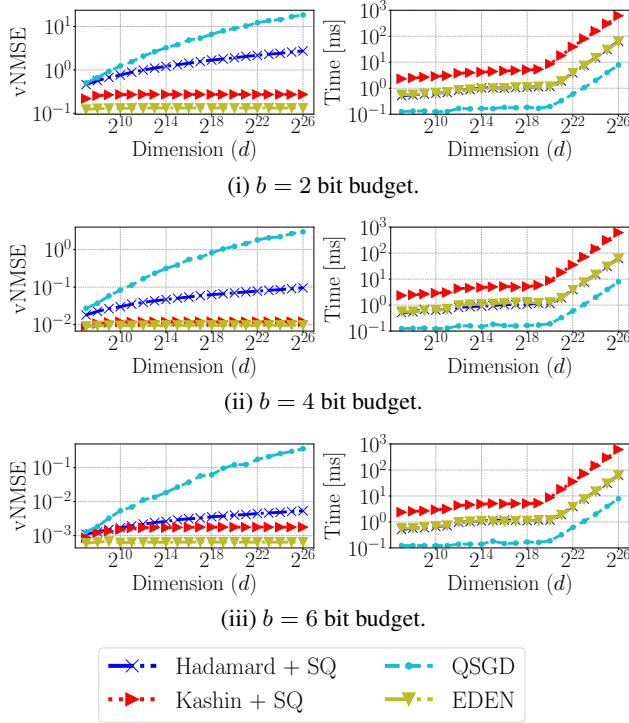 vNMSE
10^1
10^0
10^{-1}
2^{10} 2^{14} 2^{18} 2^{22} 2^{26}
Dimension (d)
Time [ms]
10^3
10^2
10^1
10^0
10^{-1}
2^{10} 2^{14} 2^{18} 2^{22} 2^{26}
Dimension (d)
(i) b = 2 bit budget.
vNMSE
10^0
10^{-1}
10^{-2}
2^{10} 2^{14} 2^{18} 2^{22} 2^{26}
Dimension (d)
Time [ms]
10^3
10^2
10^1
10^0
10^{-1}
2^{10} 2^{14} 2^{18} 2^{22} 2^{26}
Dimension (d)
(ii) b = 4 bit budget.
vNMSE
10^{-1}
10^{-2}
10^{-3}
2^{10} 2^{14} 2^{18} 2^{22} 2^{26}
Dimension (d)
Time [ms]
10^3
10^2
10^1
10^0
10^{-1}
2^{10} 2^{14} 2^{18} 2^{22} 2^{26}
Dimension (d)
(iii) b = 6 bit budget.
Hadamard + SQ
QSGD
Kashin + SQ
EDEN